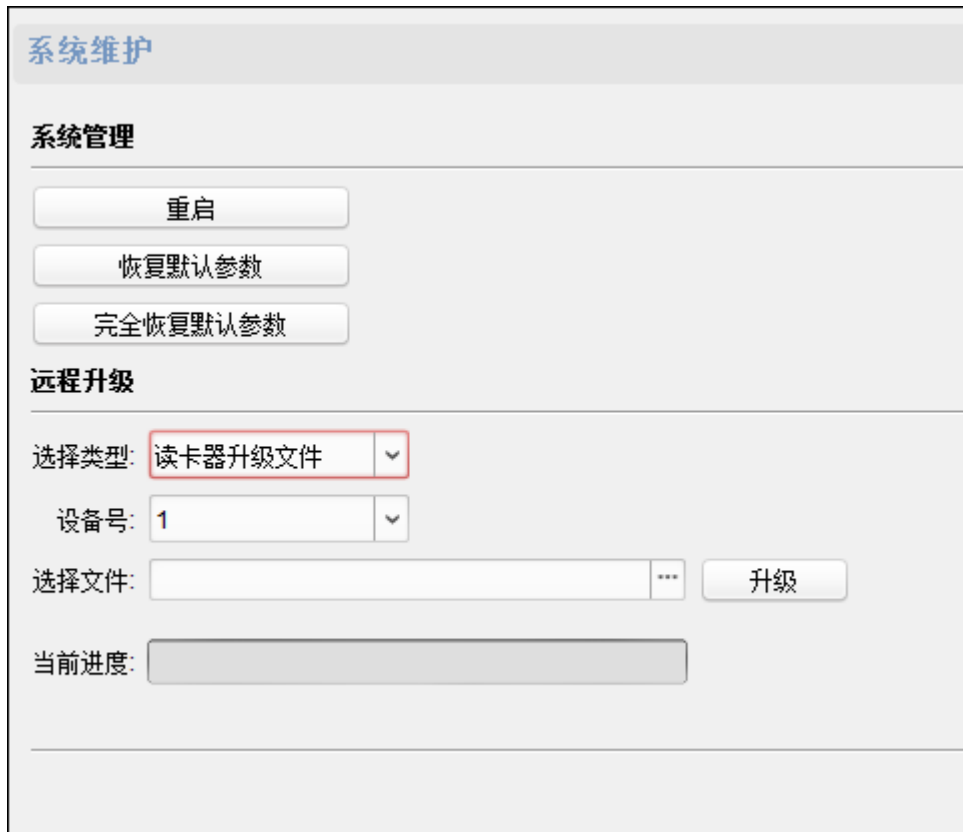 系统维护
系统管理
重启
恢复默认参数
完全恢复默认参数
远程升级
选择类型: 读卡器升级文件
设备号: 1
选择文件: ... 升级
当前进度: